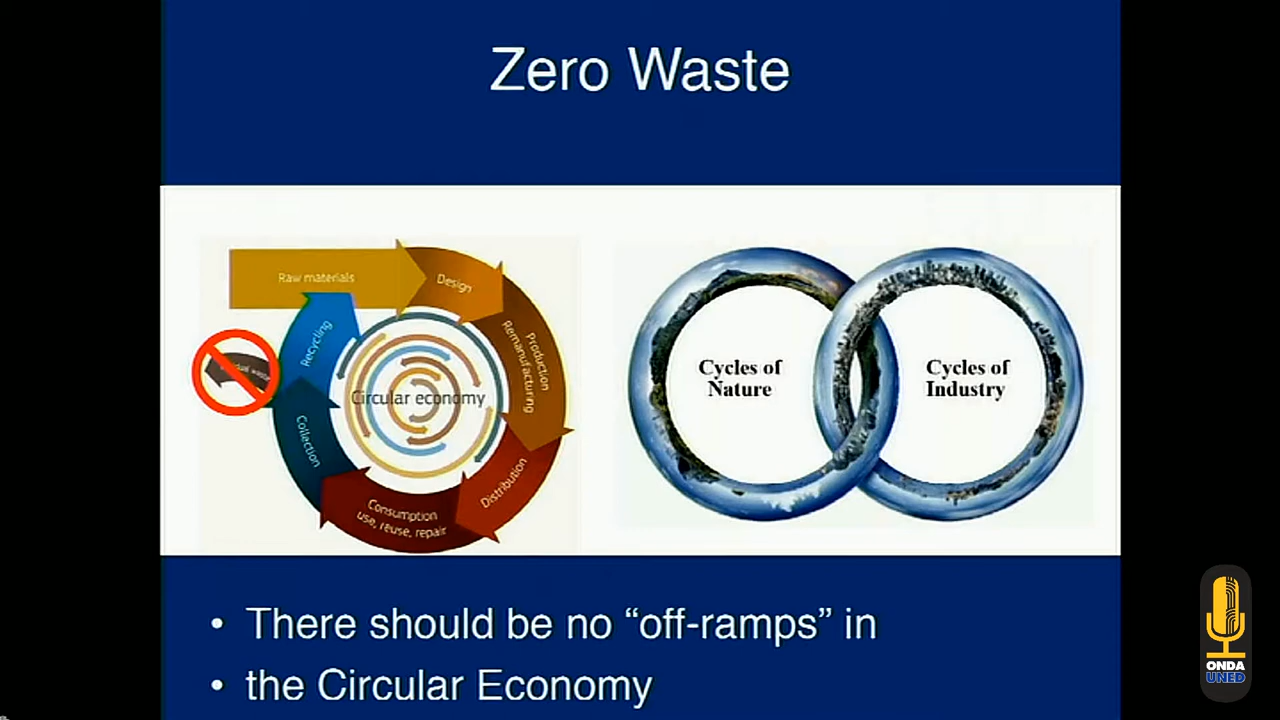 Zero Waste
Raw materials
Design
Production
Remanufacturing
Distribution
Consumption
use, reuse, repair
Collection
Recycling
Circular economy
Cycles of
Nature
Cycles of
Industry
• There should be no “off-ramps” in
• the Circular Economy
ONDA
UNED